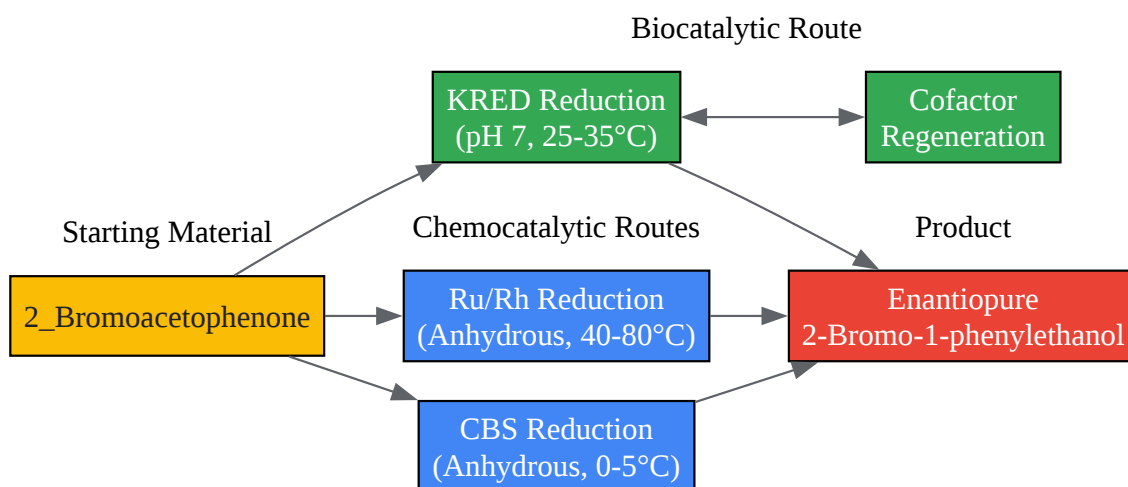 Biocatalytic Route
KRED Reduction
(pH 7, 25-35°C)
Cofactor
Regeneration
Starting Material
Chemocatalytic Routes
Product
2_Bromoacetophenone
Ru/Rh Reduction
(Anhydrous, 40-80°C)
Enantiopure
2-Bromo-1-phenylethanol
CBS Reduction
(Anhydrous, 0-5°C)